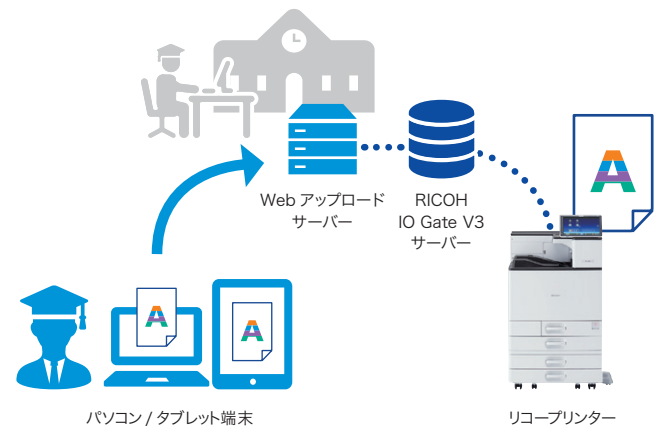 Web アップロード
サーバー
RICOH
IO Gate V3
サーバー
A
A
A
パソコン / タブレット端末
リコープリンター